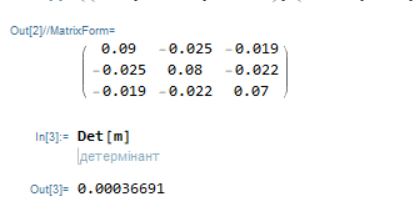 Out[2]//MatrixForm=
0.09 -0.025 -0.019
-0.025 0.08 -0.022
-0.019 -0.022 0.07
In[3]:= Det[m]
детермінант
Out[3]= 0.00036691